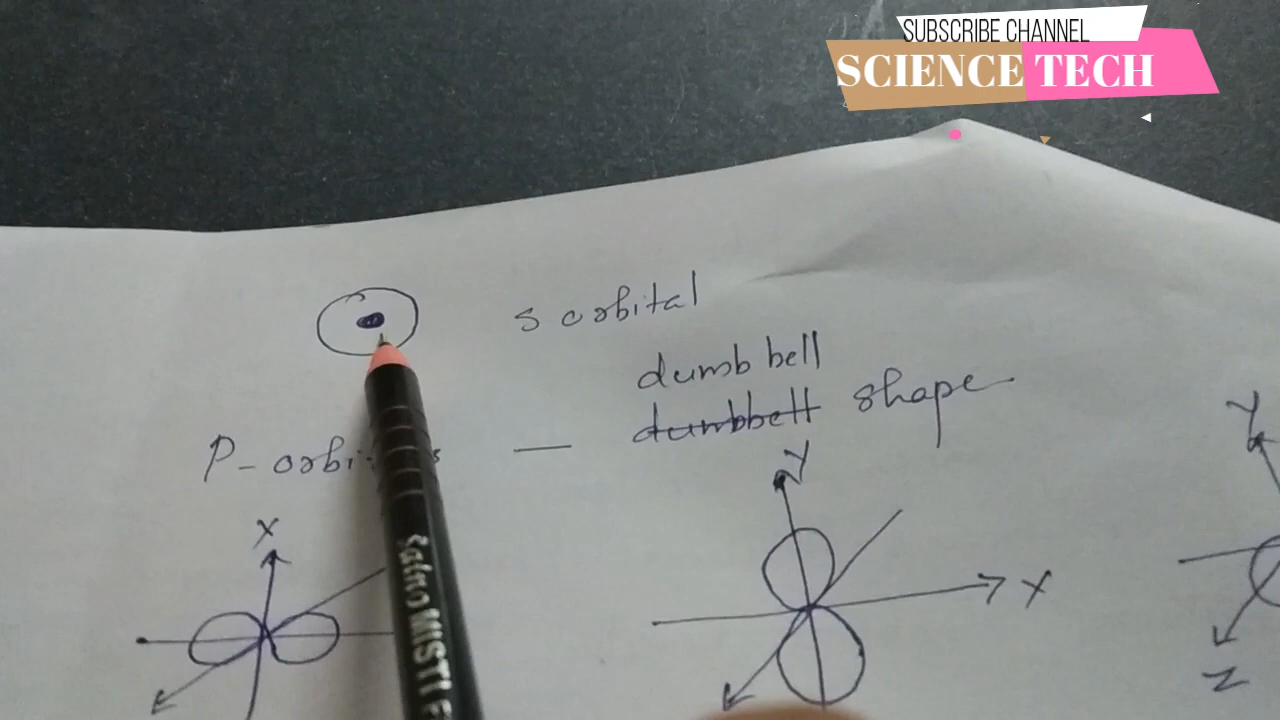 SUBSCRIBE CHANNEL
SCIENCE TECH
s orbital
dumb bell
dumbbell shape
P-orbi —
X
Y
X
Y
Z